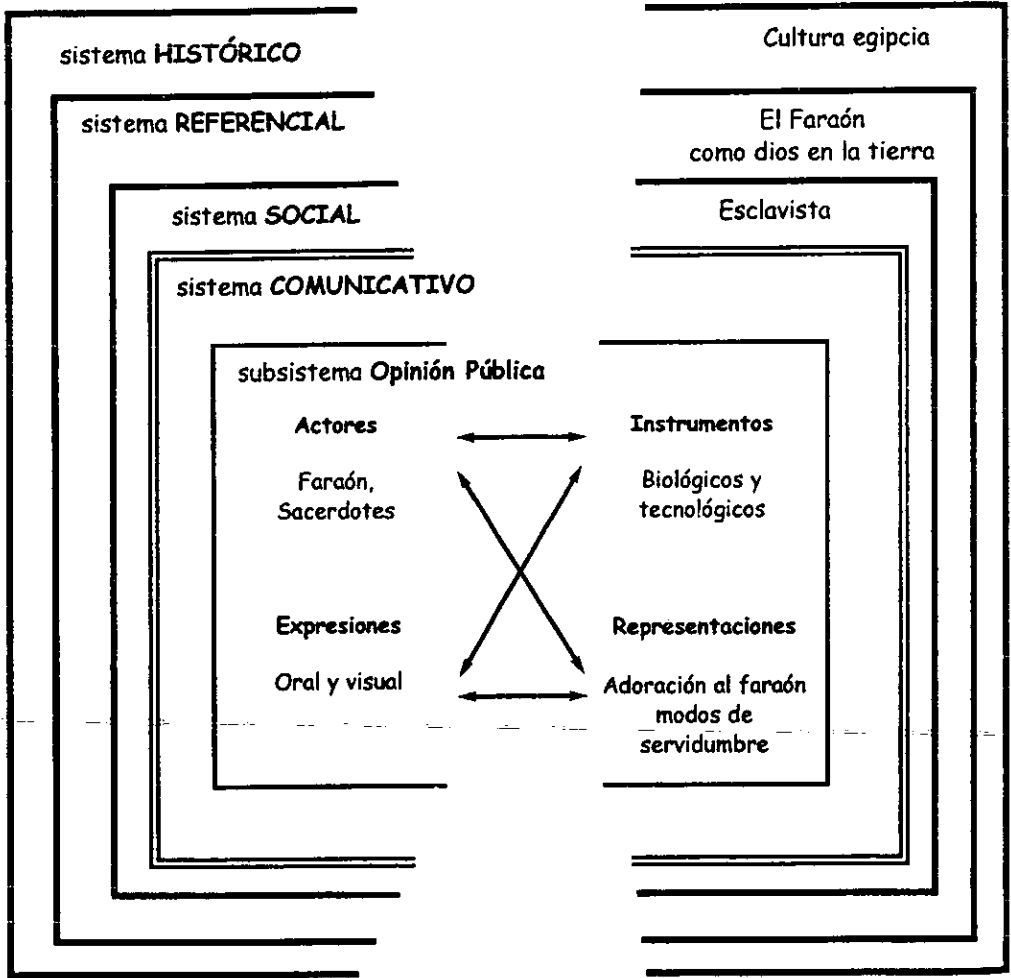 sistema HISTÓRICO
Cultura egipcia
sistema REFERENCIAL
El Faraón
como dios en la tierra
sistema SOCIAL
Esclavista
sistema COMUNICATIVO
subsistema Opinión Pública
Actores
Instrumentos
Faraón,
Sacerdotes
Biológicos y
tecnológicos
Expresiones
Representaciones
Oral y visual
Adoración al faraón
modos de
servidumbre